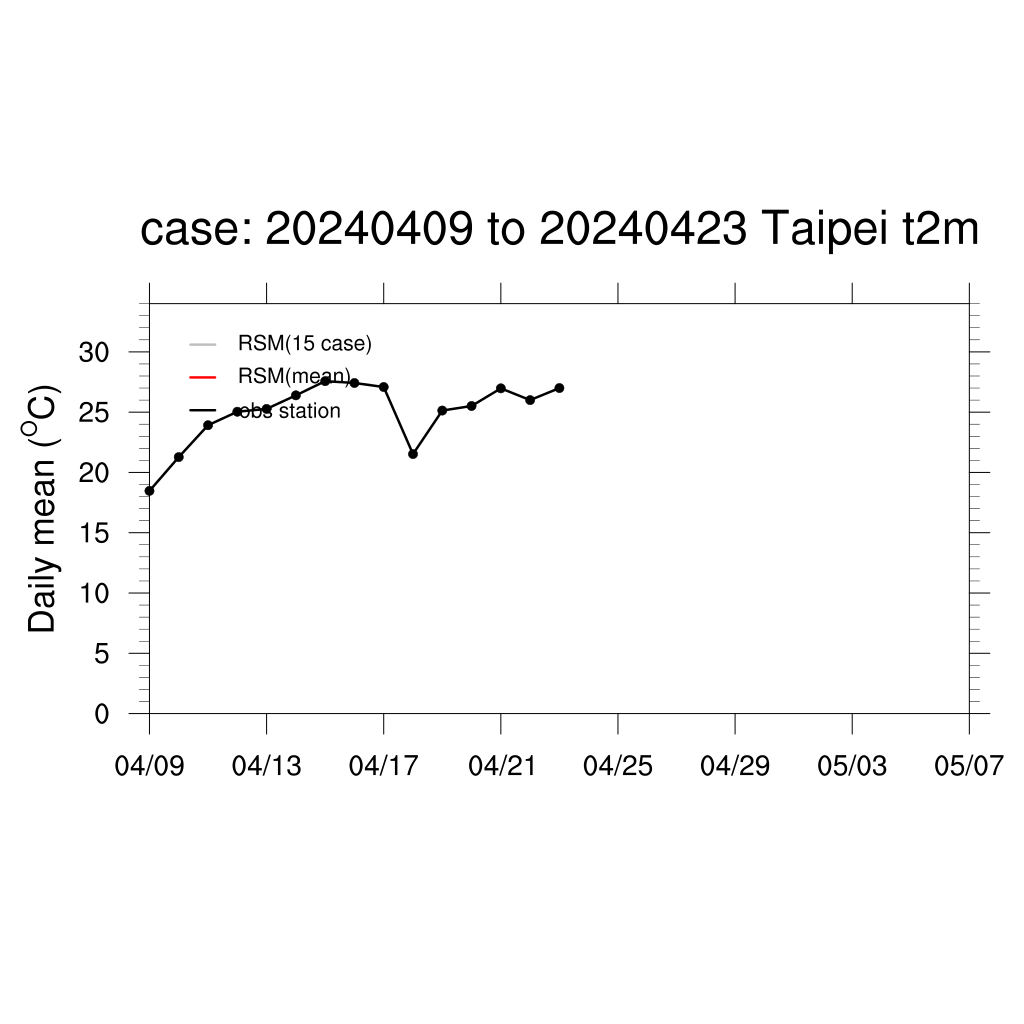 case: 20240409 to 20240423 Taipei t2m
RSM(15 case)
RSM(mean)
obs station
Daily mean (°C)
30
25
20
15
10
5
0
04/09 04/13 04/17 04/21 04/25 04/29 05/03 05/07